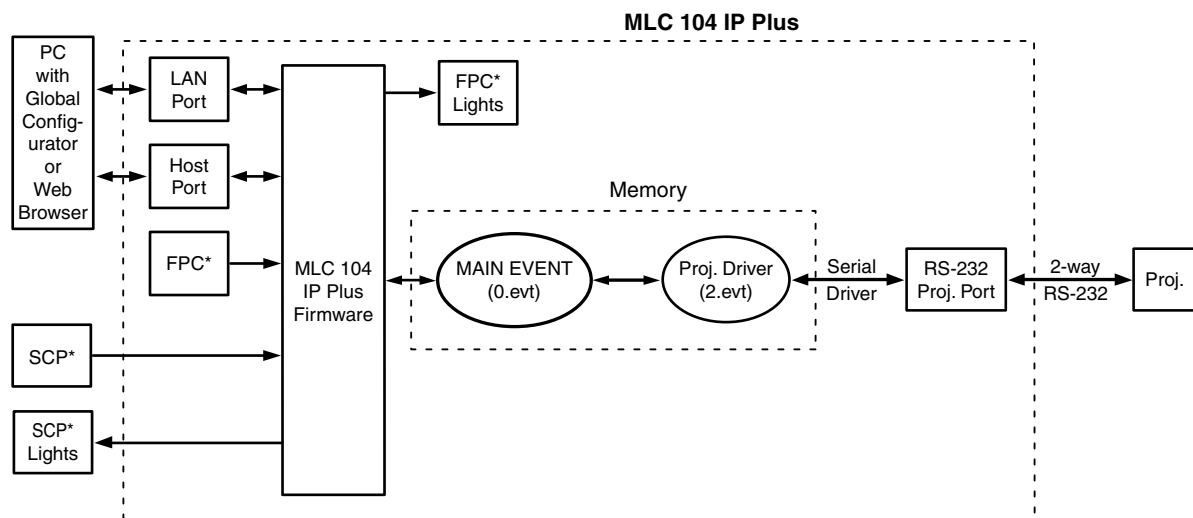 MLC 104 IP Plus
PC
with
Global
Config-
urator
or
Web
Browser
LAN
Port
Host
Port
FPC*
SCP*
SCP*
Lights
MLC 104
IP Plus
Firmware
FPC*
Lights
Memory
MAIN EVENT
(0.evt)
Proj. Driver
(2.evt)
Serial
Driver
RS-232
Proj. Port
2-way
RS-232
Proj.